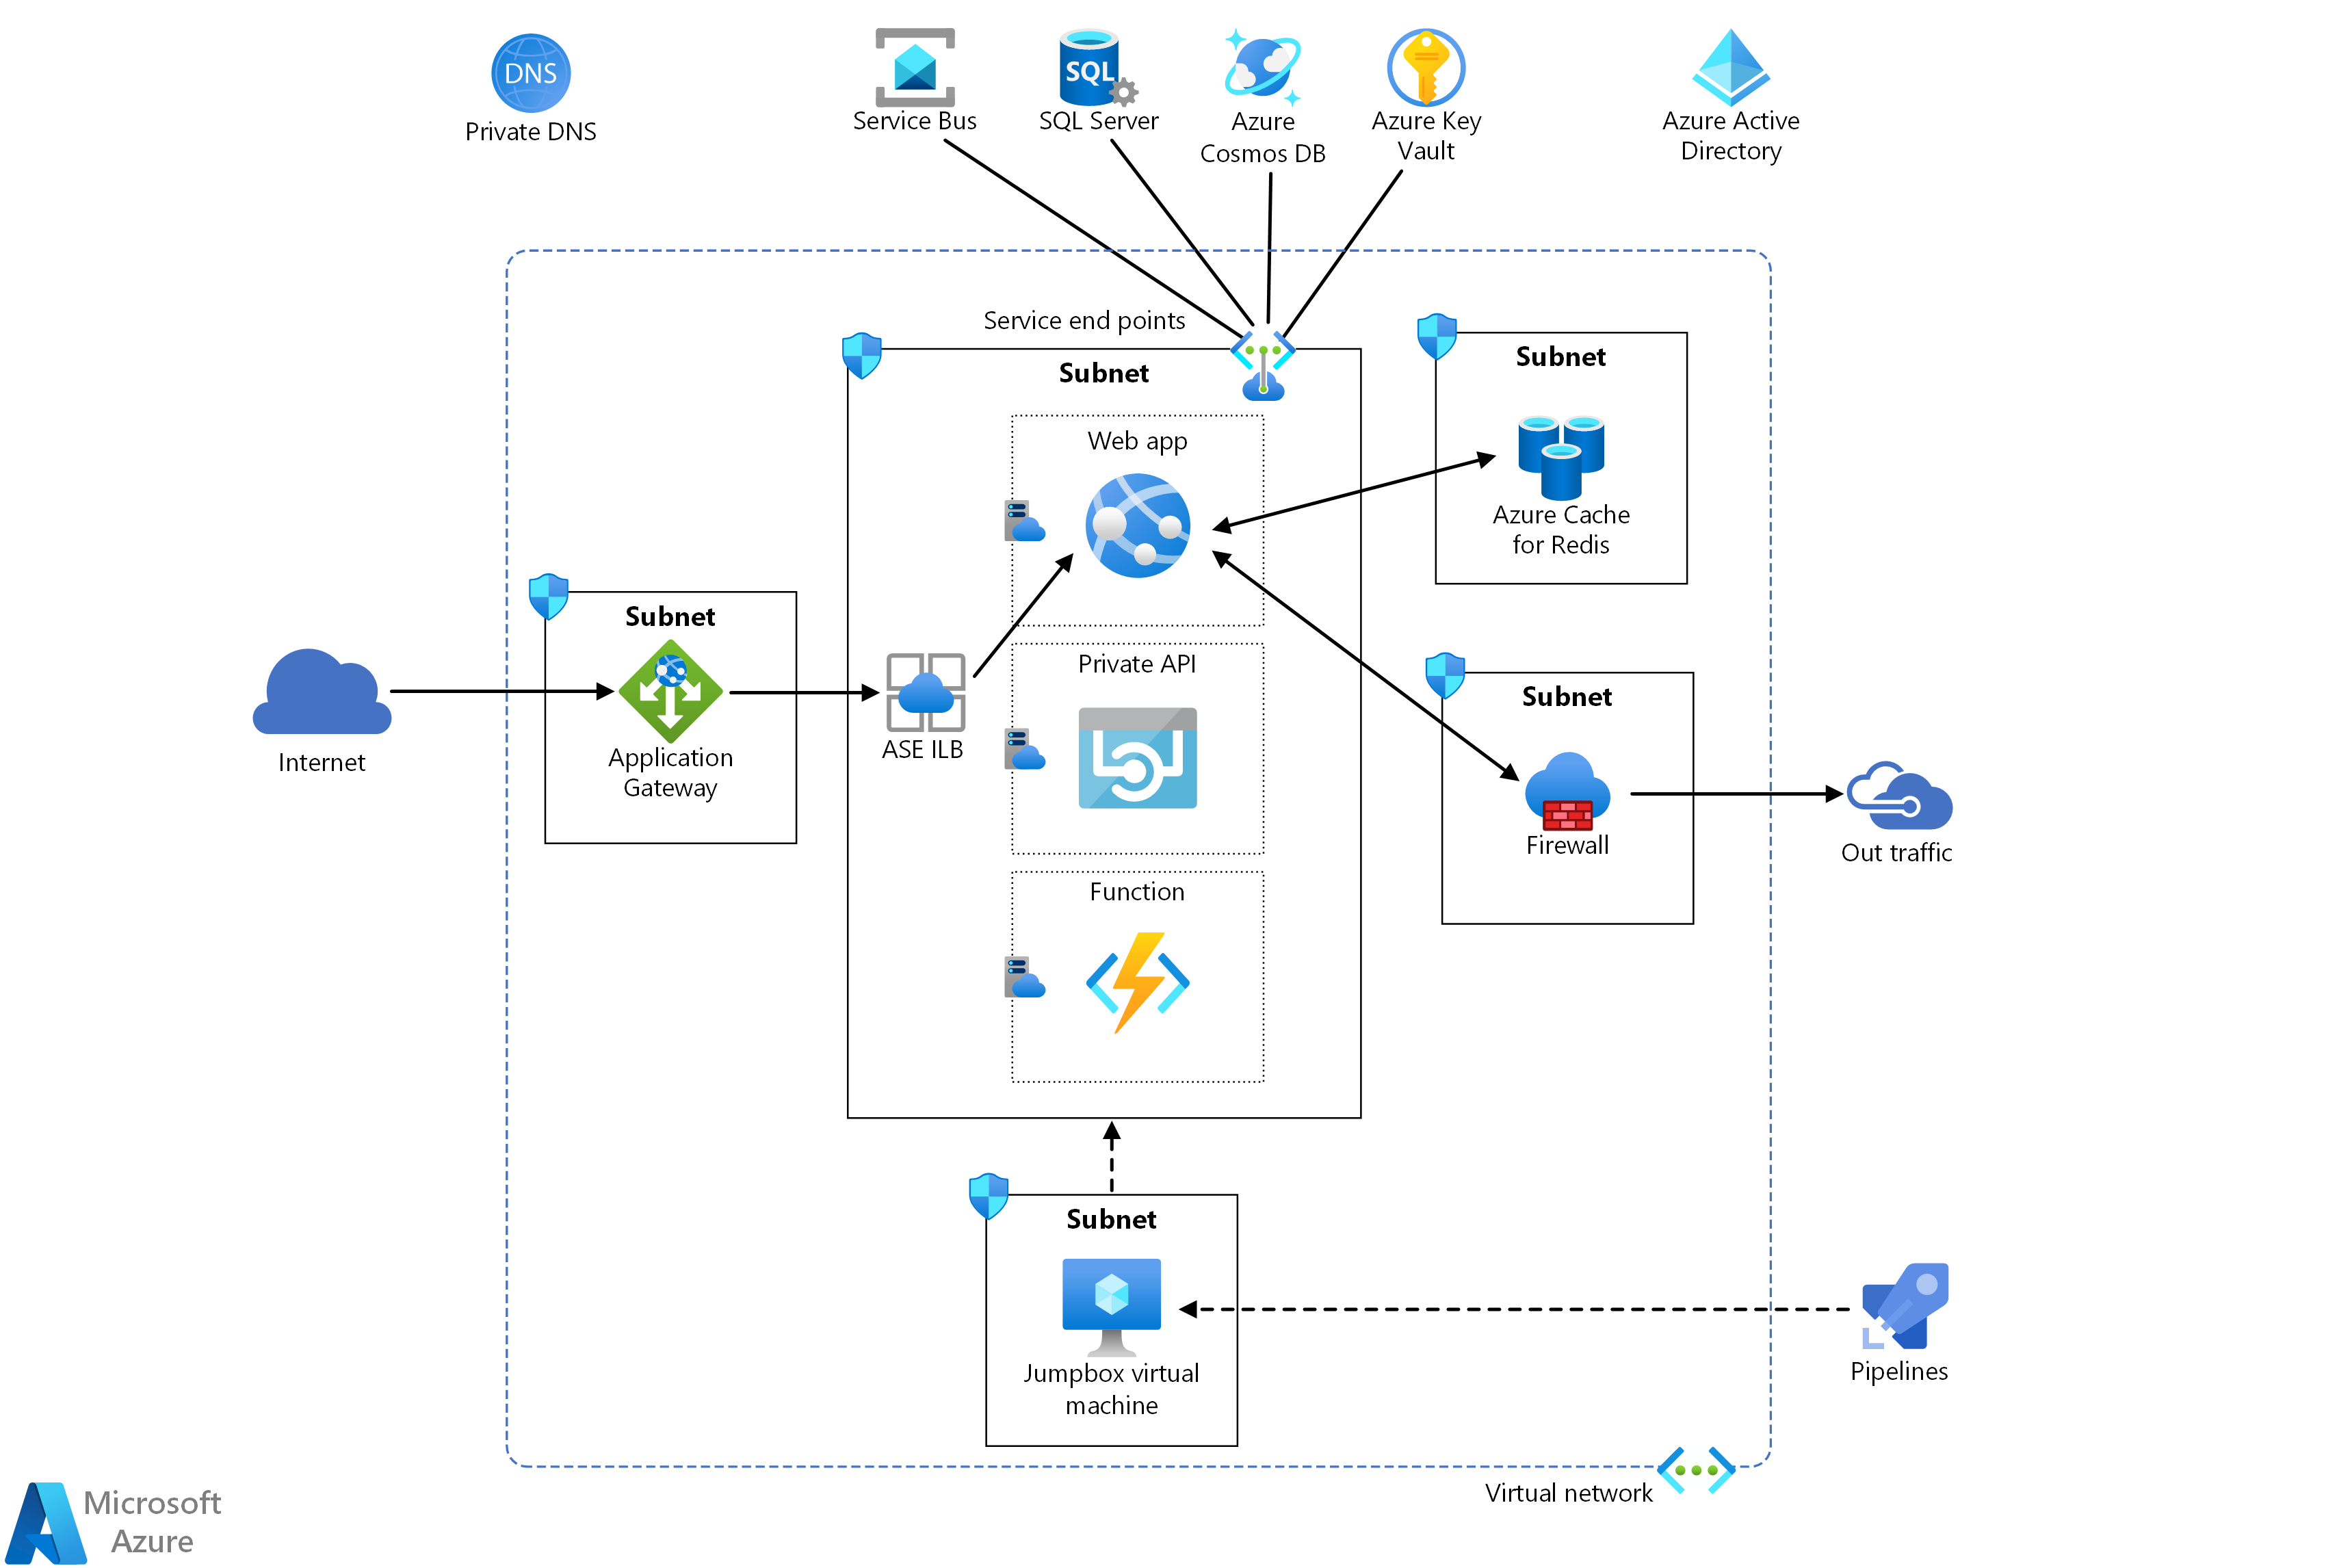 DNS
Private DNS
Service Bus
SQL
SQL Server
Azure
Cosmos DB
Azure Key
Vault
Azure Active
Directory
Service end points
Subnet
Web app
Subnet
Azure Cache
for Redis
Subnet
Application
Gateway
Internet
ASE ILB
Private API
Subnet
Firewall
Out traffic
Function
Subnet
Jumpbox virtual
machine
Pipelines
Virtual network
Microsoft
Azure